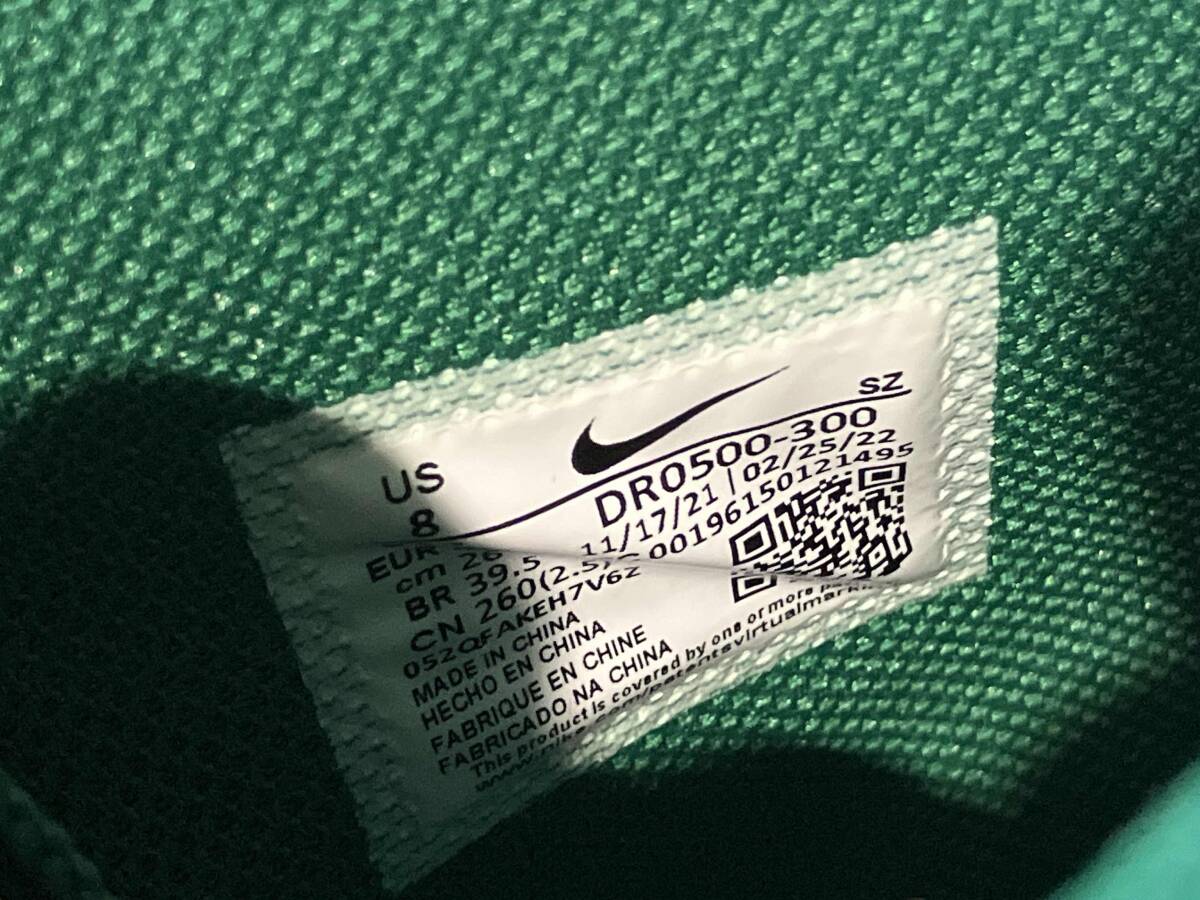 US
8
SZ
DR0500-300
11/17/21 | 02/25/22
00196150121495
EUR
cm 26
BR 39.5
CN 260(2.5)
052QFAKEH7V6Z
MADE IN CHINA
HECHO EN CHINA
FABRIQUE EN CHINE
FABRICADO NA CHINA
This product is covered by one or more